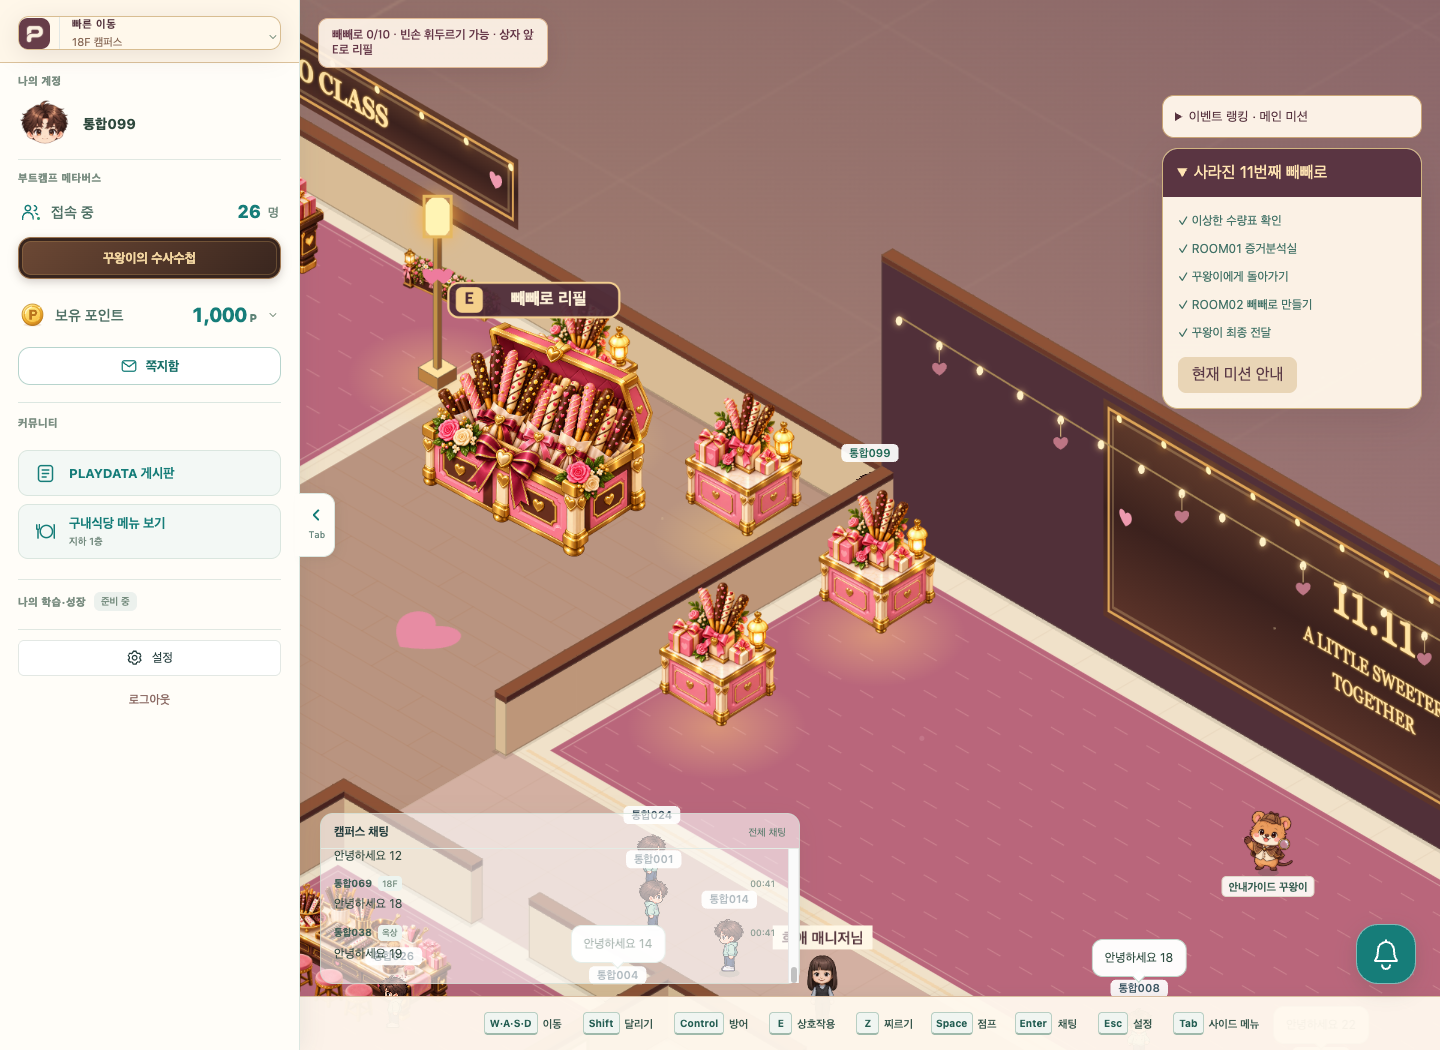 빠른 이동
18F 캠퍼스
나의 계정
통합099
부트캠프 메타버스
접속 중 26 명
꾸왕이의 수사수첩
보유 포인트 1,000 P
쪽지함
커뮤니티
PLAYDATA 게시판
구내식당 메뉴 보기
지하 1층
나의 학습·성장 준비 중
설정
로그아웃
빼빼로 0/10 · 빈손 휘두르기 가능 · 상자 앞
E로 리필
O CLASS
E 빼빼로 리필
Tab
통합099
이벤트 랭킹 · 메인 미션
사라진 11번째 빼빼로
✓ 이상한 수량표 확인
✓ ROOM01 증거분석실
✓ 꾸왕이에게 돌아가기
✓ ROOM02 빼빼로 만들기
✓ 꾸왕이 최종 전달
현재 미션 안내
11.11
A LITTLE SWEETER
TOGETHER
안내가이드 꾸왕이
통합024
캠퍼스 채팅 전체 채팅
안녕하세요 12
통합069 18F 00:41
안녕하세요 18
통합038 옥상 00:41
안녕하세요 19
통합001
통합014
안녕하세요 14
통합004
매니저님
안녕하세요 18
통합008
W·A·S·D 이동 Shift 달리기 Control 방어 E 상호작용 Z 찌르기 Space 점프 Enter 채팅 Esc 설정 Tab 사이드 메뉴